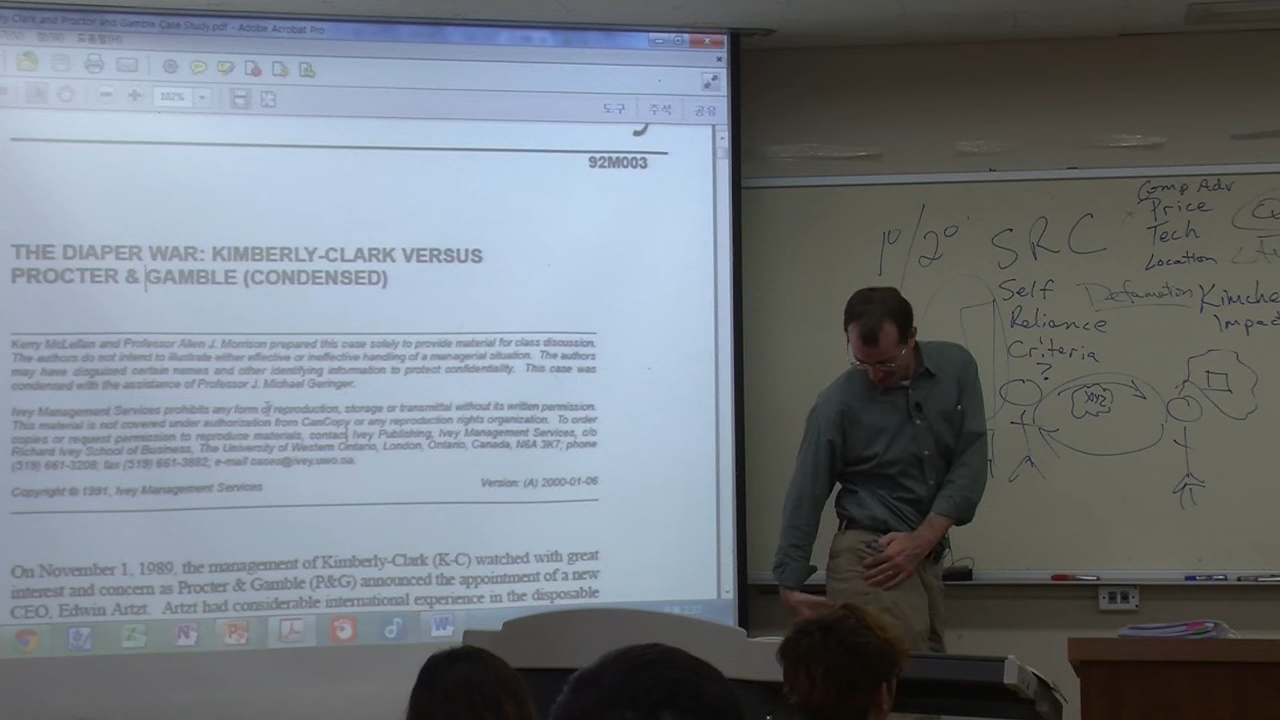 y Clark and Proctor and Gamble Case Study.pdf - Adobe Acrobat Pro
도움말(H)
102%
도구 주석 공유
92M003
THE DIAPER WAR: KIMBERLY-CLARK VERSUS
PROCTER & GAMBLE (CONDENSED)
Kerry McLellan and Professor Allen J. Morrison prepared this case solely to provide material for class discussion.
The authors do not intend to illustrate either effective or ineffective handling of a managerial situation. The authors
may have disguised certain names and other identifying information to protect confidentiality. This case was
condensed with the assistance of Professor J. Michael Geringer.
Ivey Management Services prohibits any form of reproduction, storage or transmittal without its written permission.
This material is not covered under authorization from CanCopy or any reproduction rights organization. To order
copies or request permission to reproduce materials, contact Ivey Publishing, Ivey Management Services, c/o
Richard Ivey School of Business, The University of Western Ontario, London, Ontario, Canada, N6A 3K7; phone
(519) 661-3208; fax (519) 661-3882; e-mail cases@ivey.uwo.ca.
Copyright © 1991, Ivey Management Services Version: (A) 2000-01-06
On November 1, 1989, the management of Kimberly-Clark (K-C) watched with great
interest and concern as Procter & Gamble (P&G) announced the appointment of a new
CEO, Edwin Artzt. Artzt had considerable international experience in the disposable
1°/2° SRC
Self
Reliance
Criteria
?
Comp Adv
Price
Tech
Location
Defamation
Kimche
Impac
XYZ